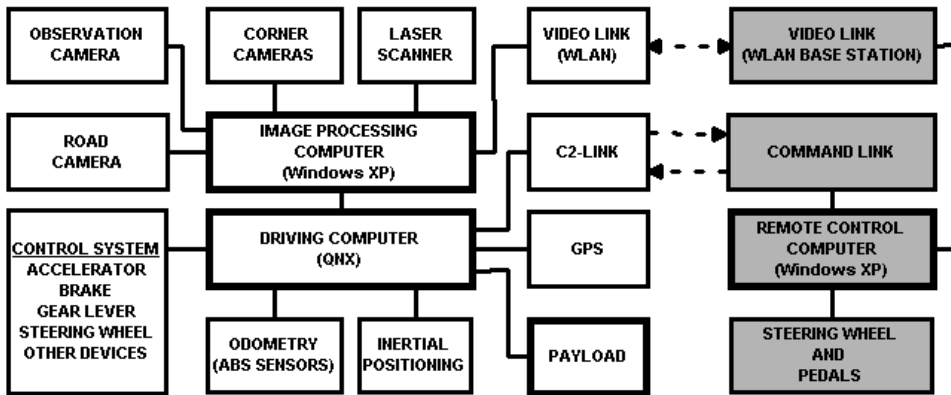 OBSERVATION
CAMERA
CORNER
CAMERAS
LASER
SCANNER
VIDEO LINK
(WLAN)
VIDEO LINK
(WLAN BASE STATION)
ROAD
CAMERA
IMAGE PROCESSING
COMPUTER
(Windows XP)
C2-LINK
COMMAND LINK
CONTROL SYSTEM
ACCELERATOR
BRAKE
GEAR LEVER
STEERING WHEEL
OTHER DEVICES
DRIVING COMPUTER
(QNX)
GPS
REMOTE CONTROL
COMPUTER
(Windows XP)
ODOMETRY
(ABS SENSORS)
INERTIAL
POSITIONING
PAYLOAD
STEERING WHEEL
AND
PEDALS